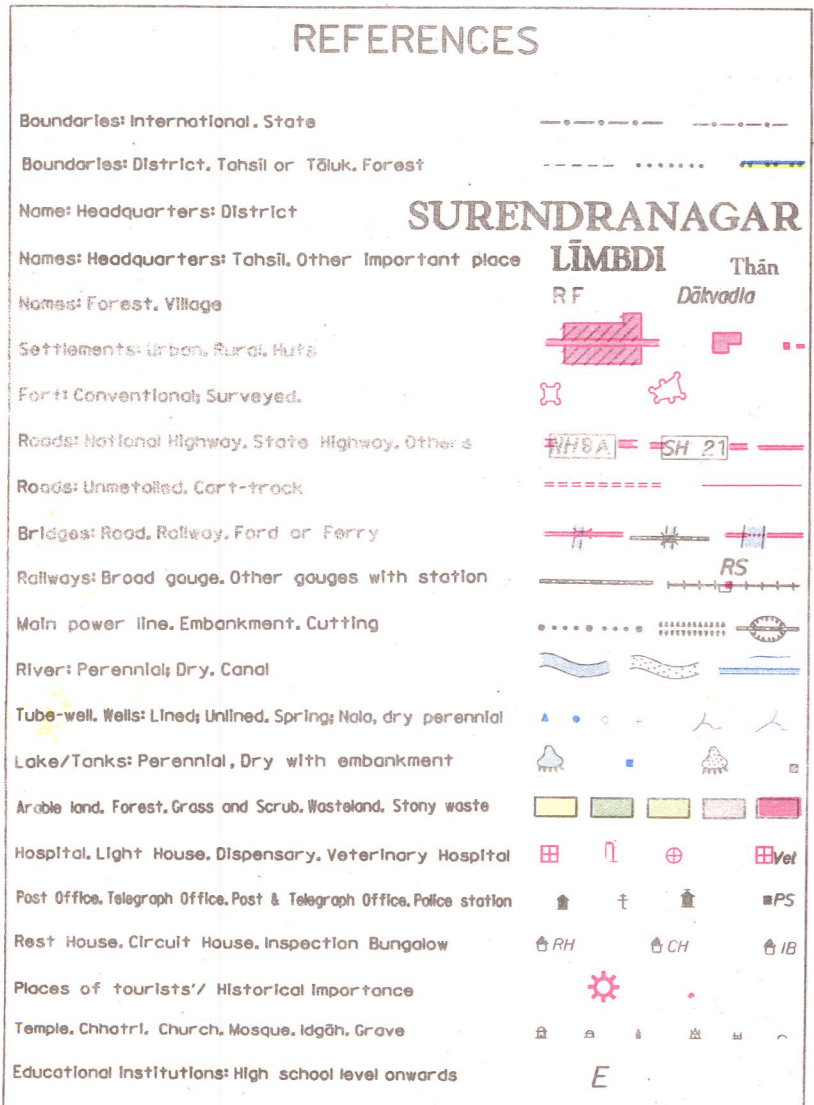 REFERENCES
Boundaries: International. State
Boundaries: District. Tahsil or Tāluk. Forest
Name: Headquarters: District SURENDRANAGAR
Names: Headquarters: Tahsil. Other important place LĪMBDI Thān
Names: Forest. Village RF Dākvadla
Settlements: Urban. Rural. Huts
Fort: Conventional; Surveyed.
Roads: National Highway. State Highway. Others NH8A SH 21
Roads: Unmetalled. Cart-track
Bridges: Road. Railway. Ford or Ferry
Railways: Broad gauge. Other gauges with station RS
Main power line. Embankment. Cutting
River: Perennial; Dry. Canal
Tube-well. Wells: Lined; Unlined. Spring; Nala, dry perennial
Lake/Tanks: Perennial, Dry with embankment
Arable land. Forest. Grass and Scrub. Wasteland. Stony waste
Hospital. Light House. Dispensary. Veterinary Hospital Vet
Post Office. Telegraph Office. Post & Telegraph Office. Police station PS
Rest House. Circuit House. Inspection Bungalow RH CH IB
Places of tourists'/ Historical importance
Temple. Chhatri. Church. Mosque. Idgāh. Grave
Educational Institutions: High school level onwards E